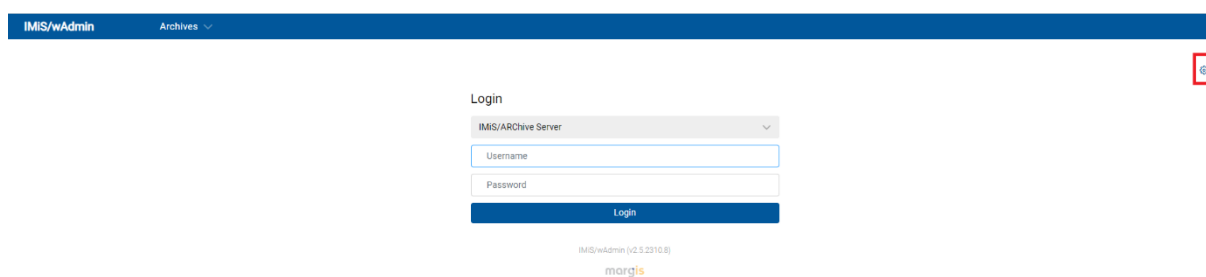 IMiS/wAdmin Archives
Login
IMiS/ARChive Server
Username
Password
Login
IMiS/wAdmin (v2.5.2310.8)
margis